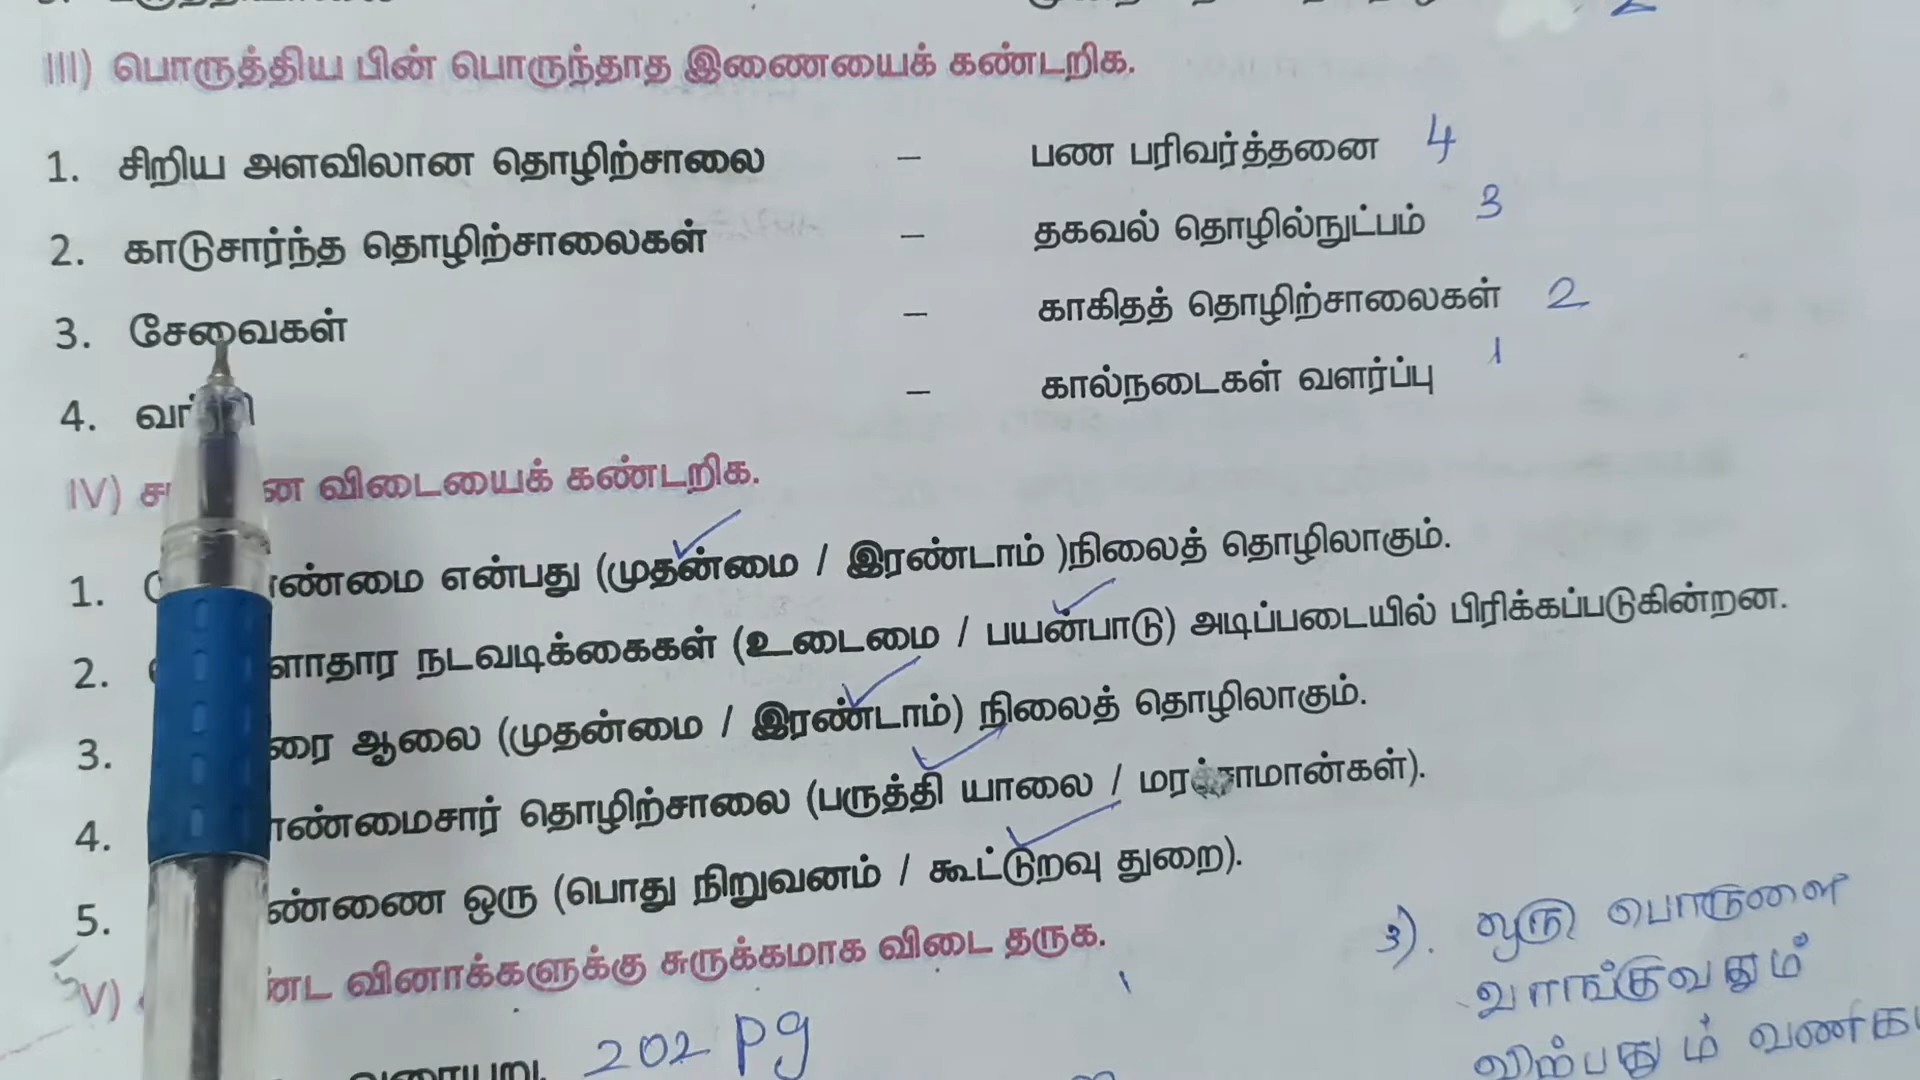 III) பொருத்திய பின் பொருந்தாத இணையைக் கண்டறிக.
1. சிறிய அளவிலான தொழிற்சாலை – பண பரிவர்த்தனை 4
2. காடுசார்ந்த தொழிற்சாலைகள் – தகவல் தொழில்நுட்பம் 3
3. சேவைகள் – காகிதத் தொழிற்சாலைகள் 2
4. – கால்நடைகள் வளர்ப்பு 1
IV) விடையைக் கண்டறிக.
1. என்பது (முதன்மை / இரண்டாம் )நிலைத் தொழிலாகும்.
2. நடவடிக்கைகள் (உடைமை / பயன்பாடு) அடிப்படையில் பிரிக்கப்படுகின்றன.
3. ஆலை (முதன்மை / இரண்டாம்) நிலைத் தொழிலாகும்.
4. தொழிற்சாலை (பருத்தி யாலை / மரச்சாமான்கள்).
5. ஒரு (பொது நிறுவனம் / கூட்டுறவு துறை).
V) வினாக்களுக்கு சுருக்கமாக விடை தருக.
202 pg
3). ஒரு பொருளை
வாங்குவதும்
விற்பதும்